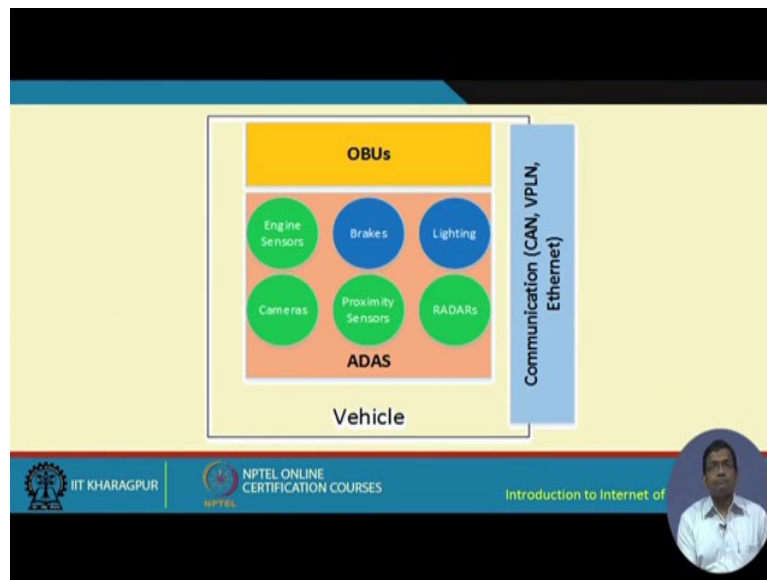 OBUs
Engine
Sensors
Brakes
Lighting
Cameras
Proximity
Sensors
RADARs
ADAS
Vehicle
Communication (CAN, VPLN,
Ethernet)
IIT KHARAGPUR
NPTEL
NPTEL ONLINE
CERTIFICATION COURSES
Introduction to Internet of